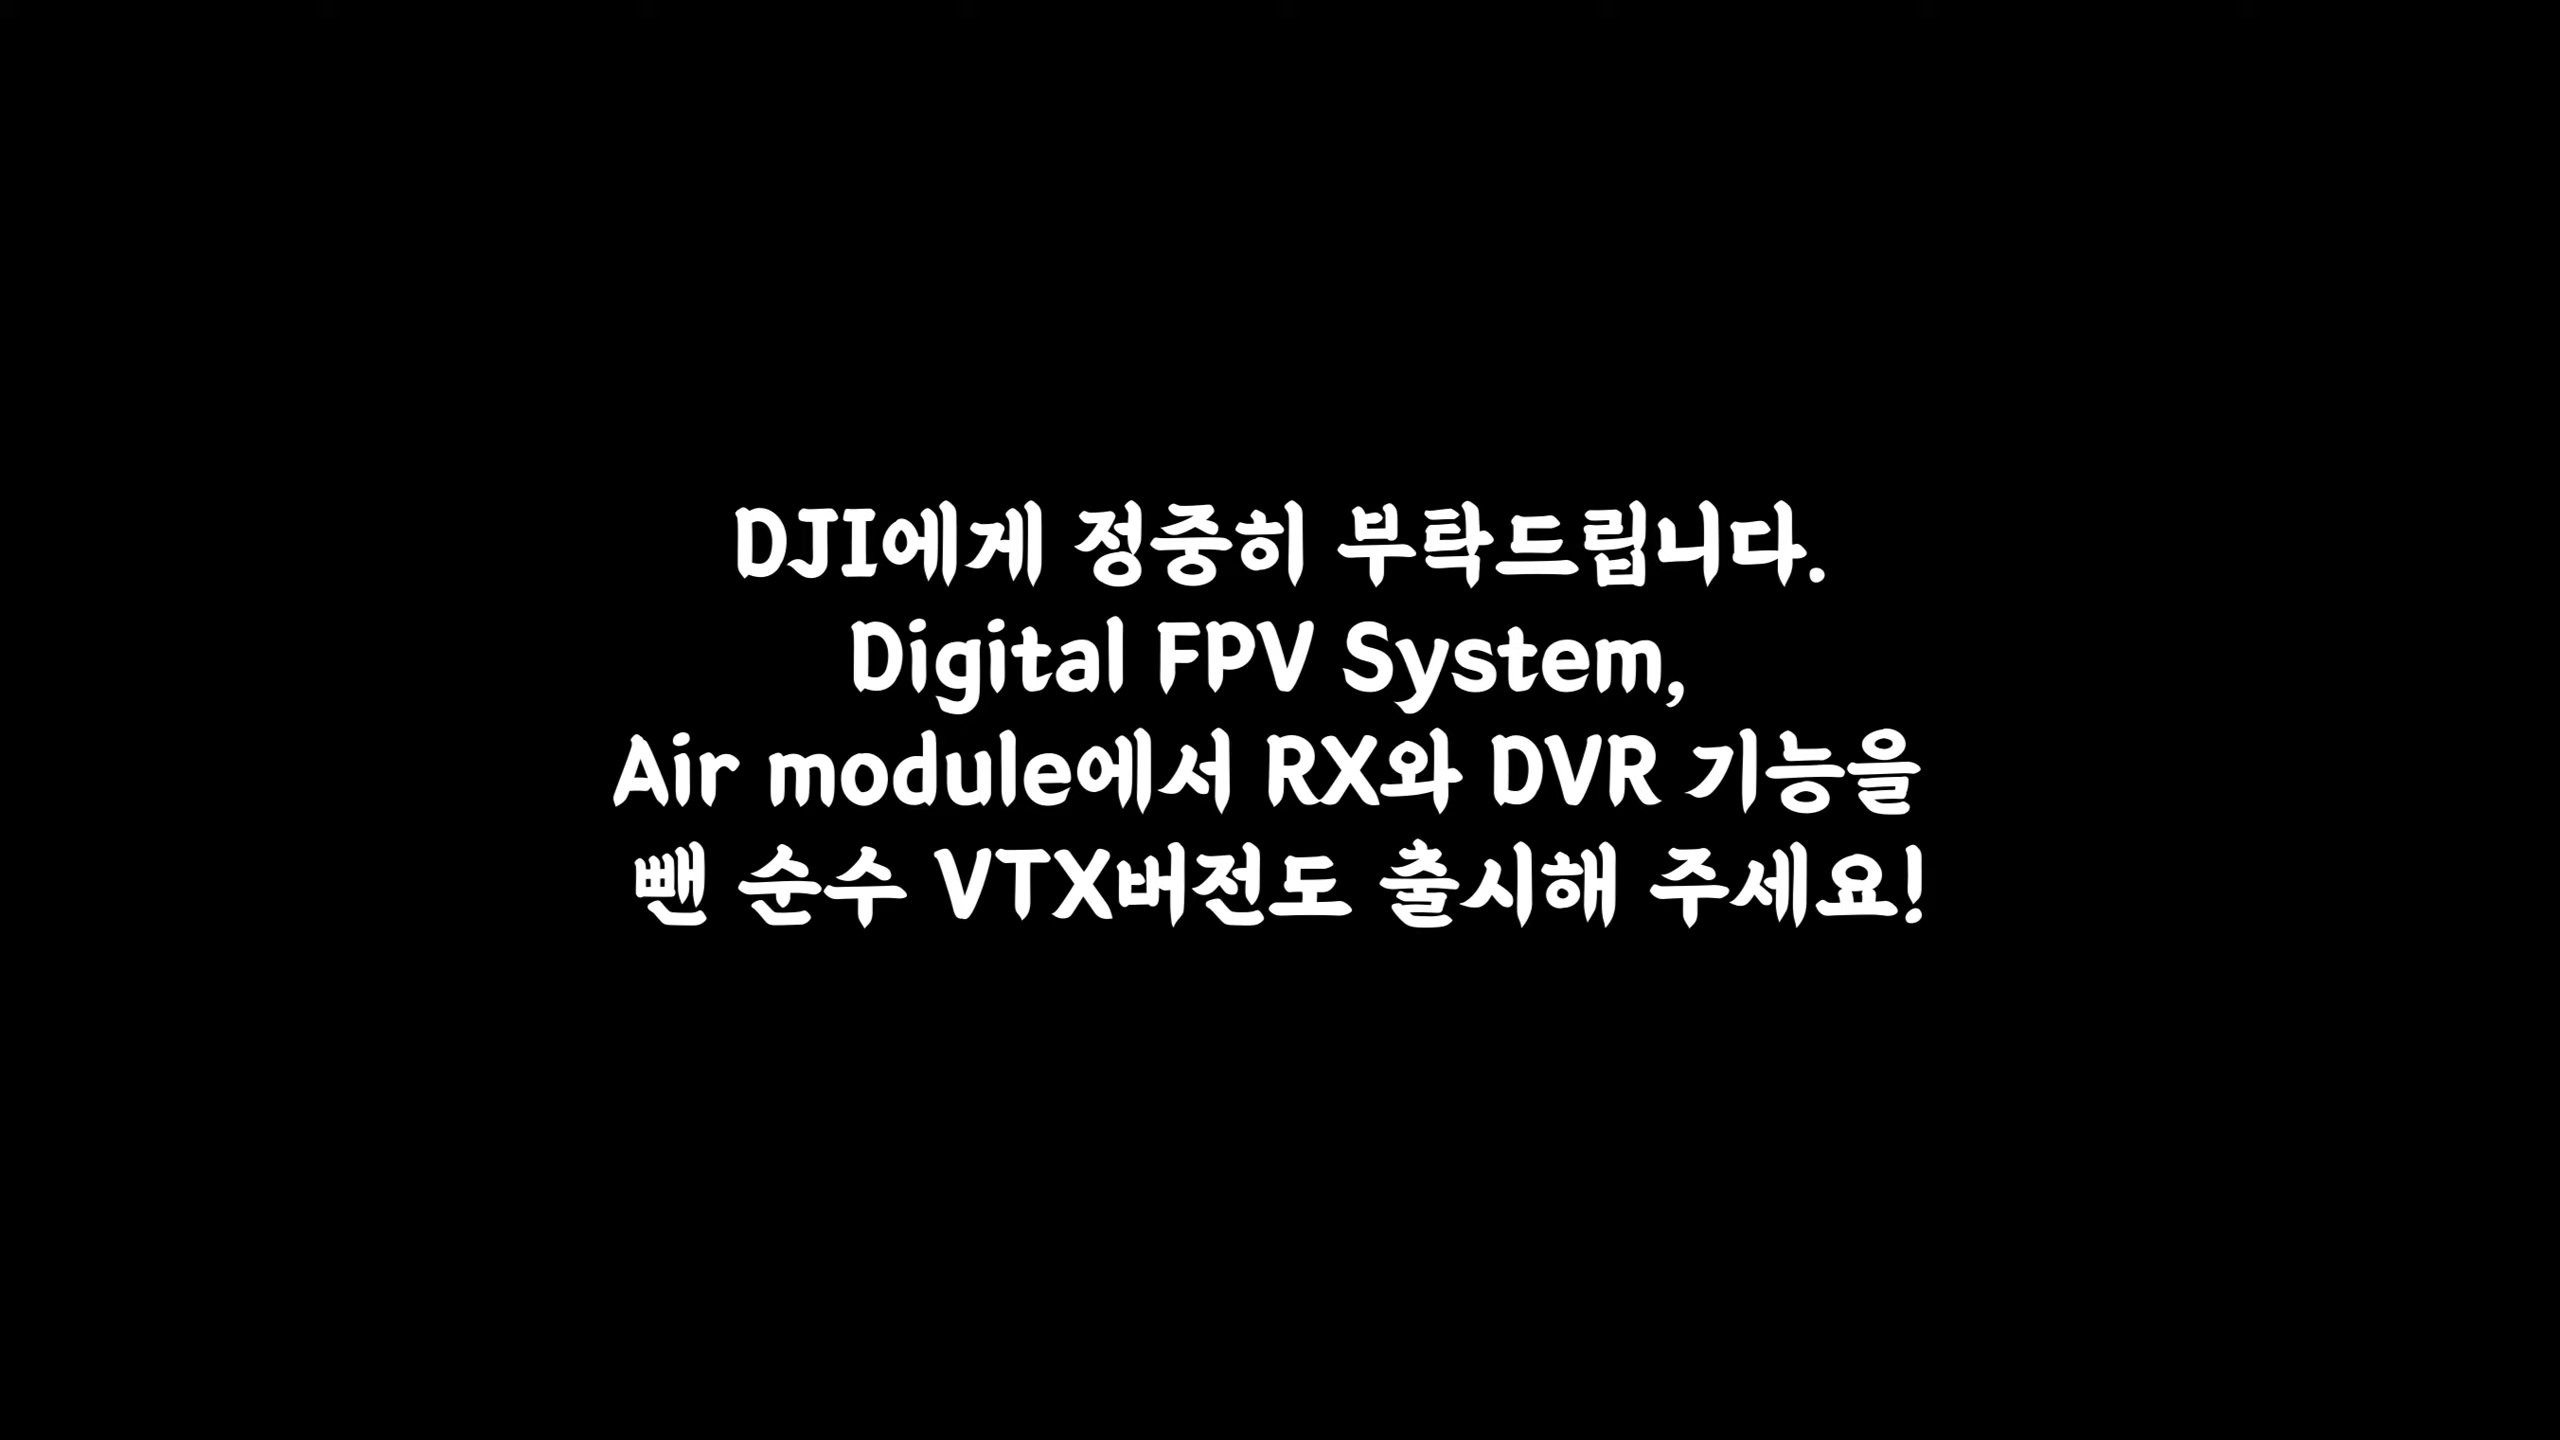 DJI에게 정중히 부탁드립니다.
Digital FPV System,
Air module에서 RX와 DVR 기능을
뺀 순수 VTX버전도 출시해 주세요!